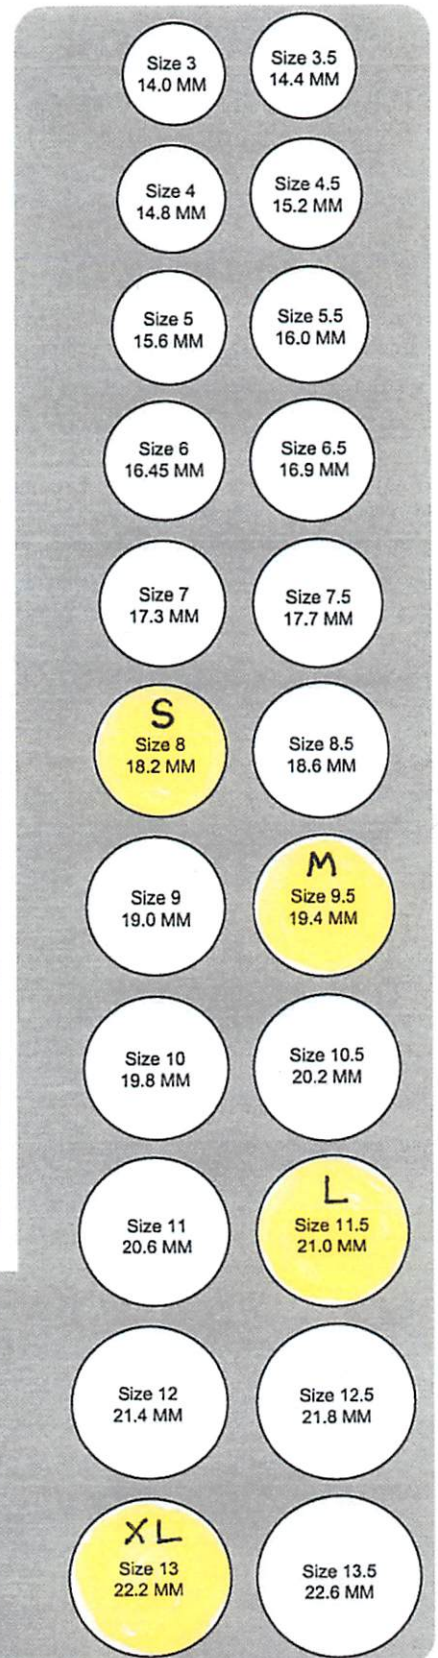 Size 3
14.0 MM
Size 3.5
14.4 MM
Size 4
14.8 MM
Size 4.5
15.2 MM
Size 5
15.6 MM
Size 5.5
16.0 MM
Size 6
16.45 MM
Size 6.5
16.9 MM
Size 7
17.3 MM
Size 7.5
17.7 MM
S
Size 8
18.2 MM
Size 8.5
18.6 MM
Size 9
19.0 MM
M
Size 9.5
19.4 MM
Size 10
19.8 MM
Size 10.5
20.2 MM
Size 11
20.6 MM
L
Size 11.5
21.0 MM
Size 12
21.4 MM
Size 12.5
21.8 MM
XL
Size 13
22.2 MM
Size 13.5
22.6 MM